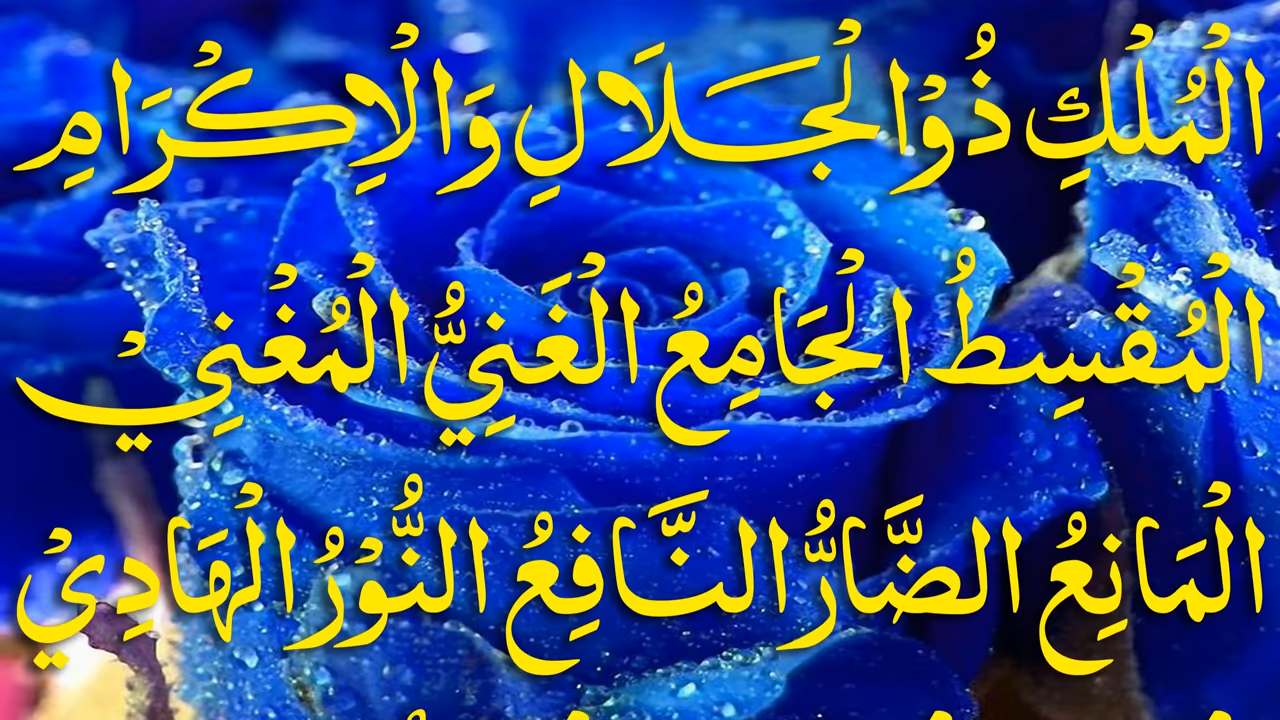 الْمُلْكِ ذُوْالْجَلَالِ وَالْاِكْرَامِ
الْمُقْسِطُ الْجَامِعُ الْغَنِيُّ الْمُغْنِيْ
الْمَانِعُ الضَّارُّ النَّافِعُ النُّوْرُ الْهَادِيْ